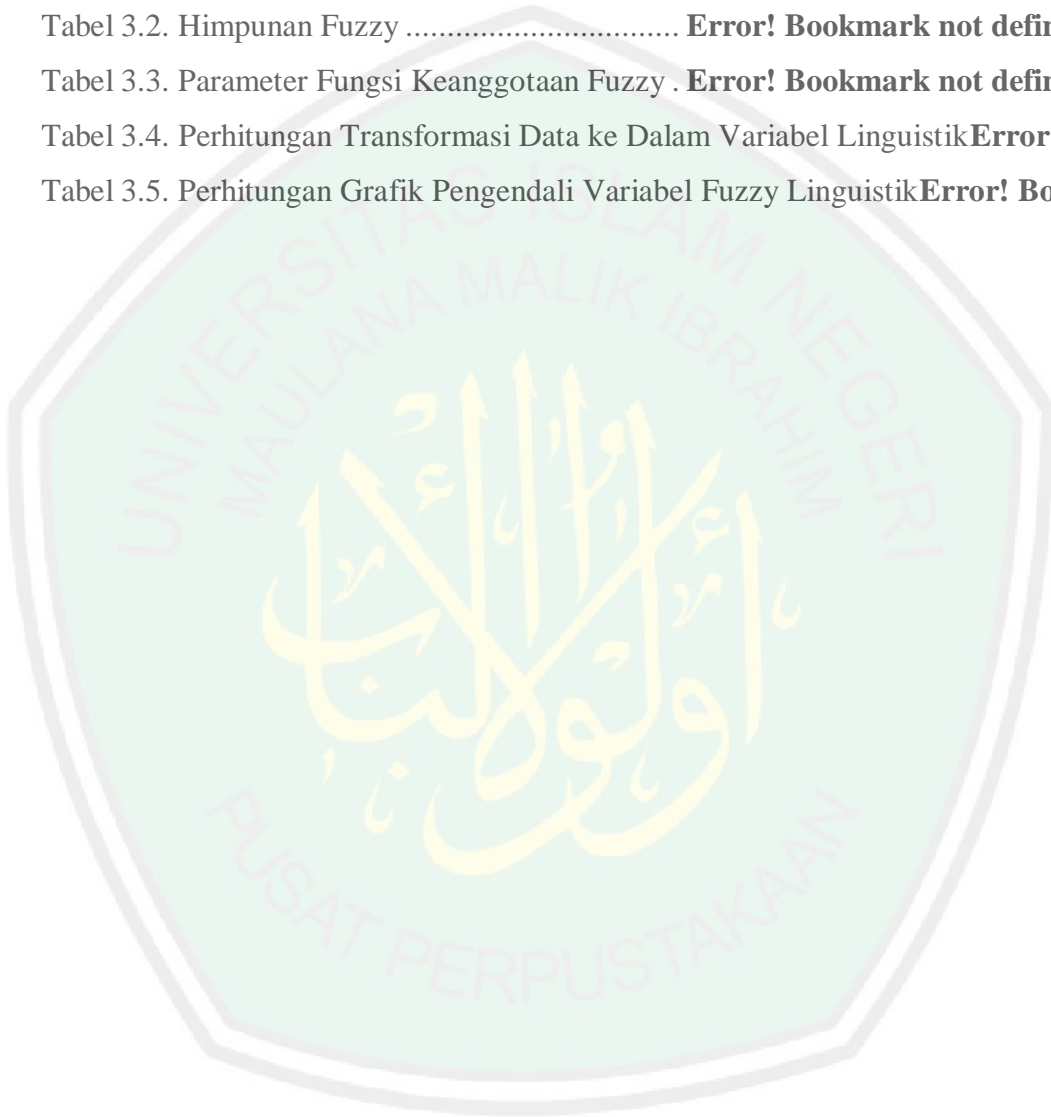 Tabel 3.2. Himpunan Fuzzy ................................. Error! Bookmark not defin
Tabel 3.3. Parameter Fungsi Keanggotaan Fuzzy . Error! Bookmark not defin
Tabel 3.4. Perhitungan Transformasi Data ke Dalam Variabel LinguistikError
Tabel 3.5. Perhitungan Grafik Pengendali Variabel Fuzzy LinguistikError! Bo
UNIVERSITAS ISLAM NEGERI
MAULANA MALIK IBRAHIM
أولوا الألباب
PUSAT PERPUSTAKAAN